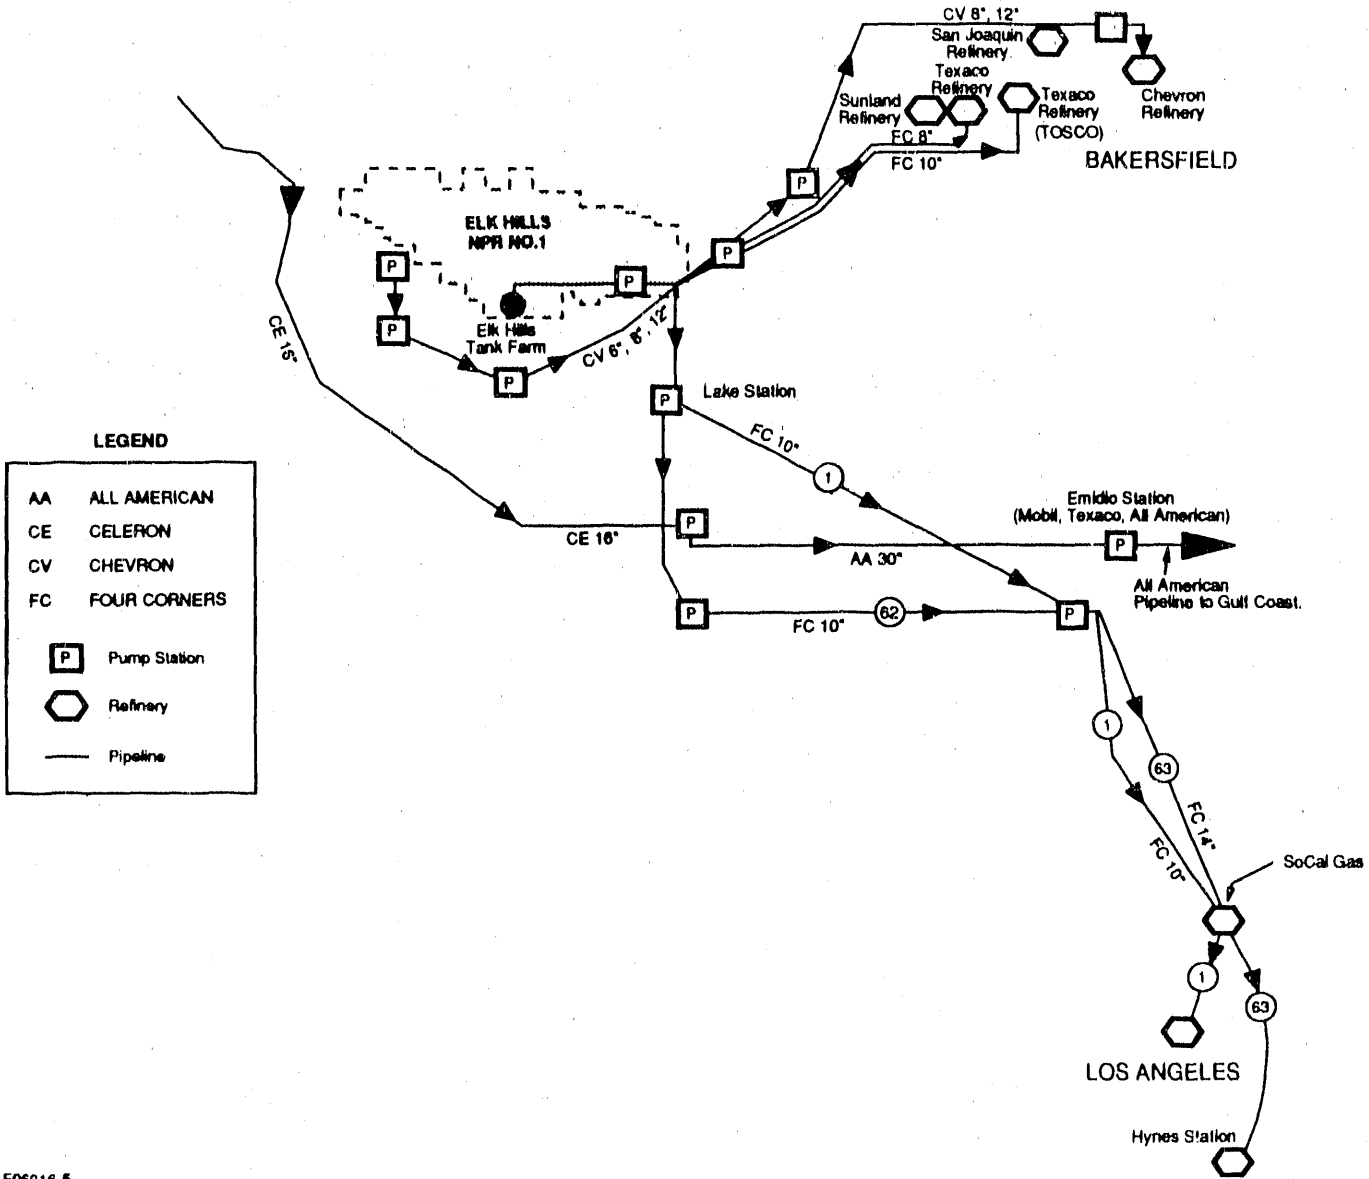 CV 8", 12"
San Joaquin
Refinery
Texaco
Refinery
Sunland
Refinery
Texaco
Refinery
(TOSCO)
Chevron
Refinery
FC 8"
FC 10"
BAKERSFIELD
P
P
ELK HILLS
NPR NO.1
P
P
P
P
Elk Hills
Tank Farm
CV 6", 8", 12"
P
CE 16"
P
Lake Station
FC 10"
1
LEGEND
AA ALL AMERICAN
CE CELERON
CV CHEVRON
FC FOUR CORNERS
P Pump Station
Refinery
Pipeline
Emidio Station
(Mobil, Texaco, All American)
P
CE 16"
AA 30"
P
All American
Pipeline to Gulf Coast.
P
FC 10"
62
P
1
63
FC 14"
FC 10"
SoCal Gas
1
63
LOS ANGELES
Hynes Station